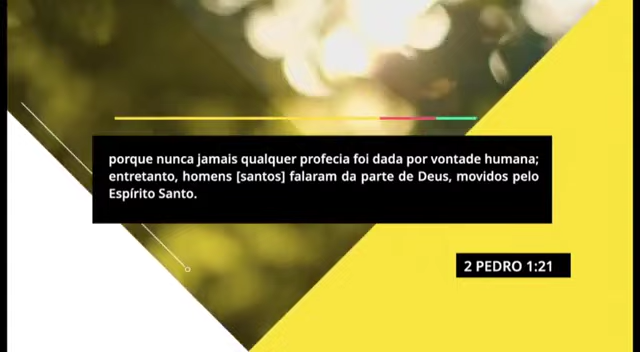 porque nunca jamais qualquer profecia foi dada por vontade humana;
entretanto, homens [santos] falaram da parte de Deus, movidos pelo
Espírito Santo.
2 PEDRO 1:21